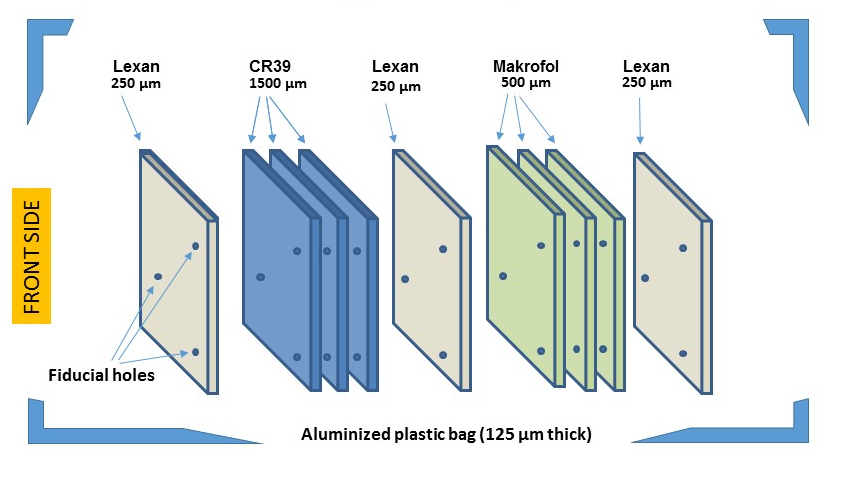 Lexan
250 µm
CR39
1500 µm
Lexan
250 µm
Makrofol
500 µm
Lexan
250 µm
FRONT SIDE
Fiducial holes
Aluminized plastic bag (125 µm thick)